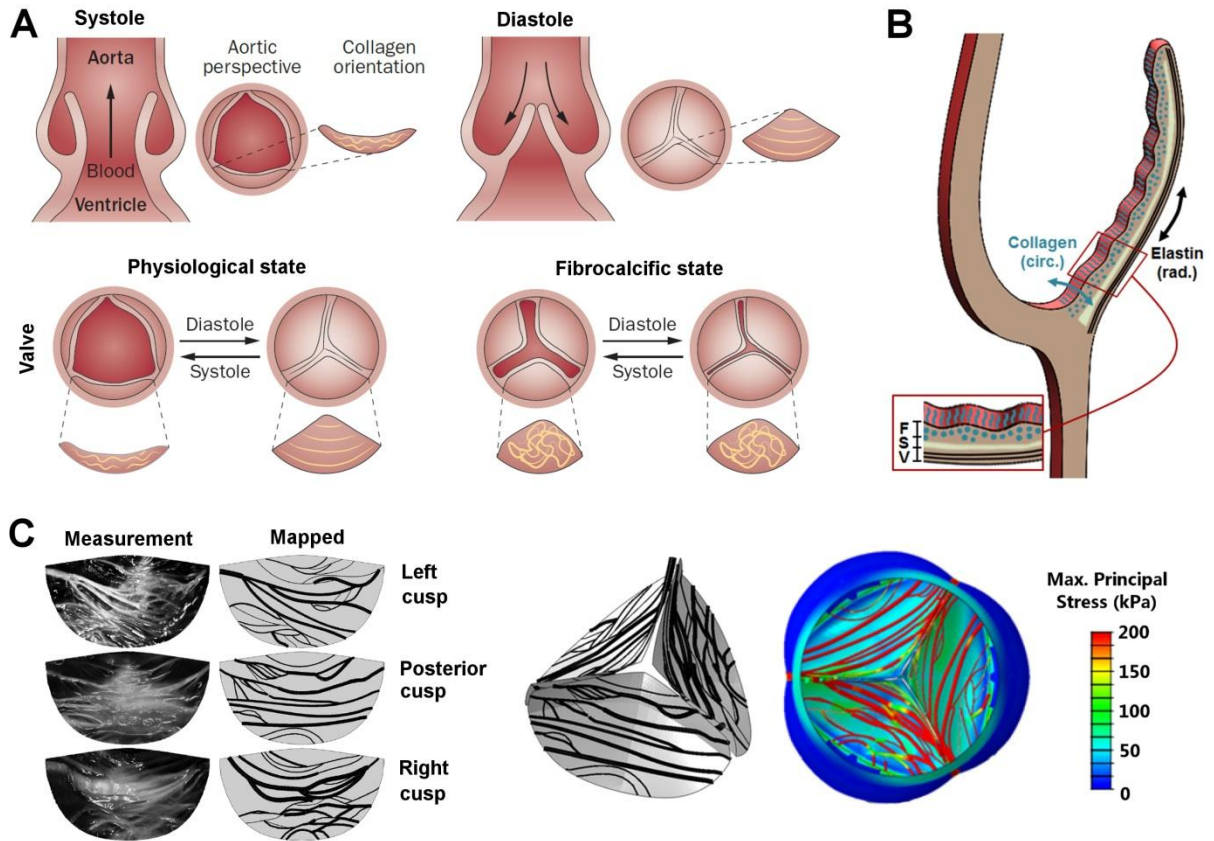 A
Systole
Aorta
Blood
Ventricle
Aortic
perspective
Collagen
orientation
Diastole
Physiological state
Valve
Diastole
Systole
Fibrocalcific state
Diastole
Systole
B
Collagen
(circ.)
Elastin
(rad.)
F
S
V
C
Measurement
Mapped
Left
cusp
Posterior
cusp
Right
cusp
Max. Principal
Stress (kPa)
200
150
100
50
0